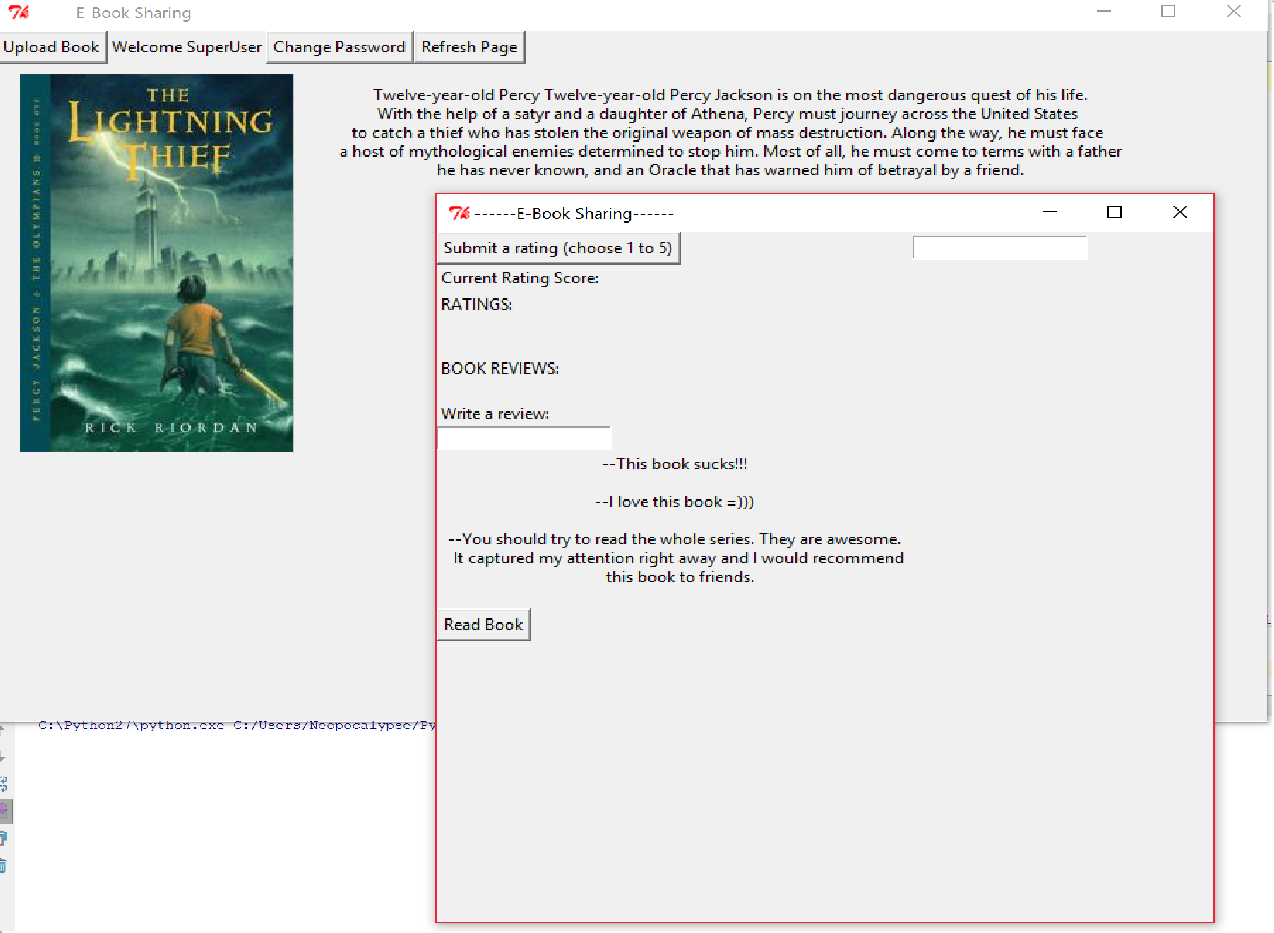 E-Book Sharing
Upload Book Welcome SuperUser Change Password Refresh Page
THE
LIGHTNING
THIEF
PERCY JACKSON & THE OLYMPIANS BOOK ONE
RICK RIORDAN
Twelve-year-old Percy Twelve-year-old Percy Jackson is on the most dangerous quest of his life.
With the help of a satyr and a daughter of Athena, Percy must journey across the United States
to catch a thief who has stolen the original weapon of mass destruction. Along the way, he must face
a host of mythological enemies determined to stop him. Most of all, he must come to terms with a father
he has never known, and an Oracle that has warned him of betrayal by a friend.
------E-Book Sharing------
Submit a rating (choose 1 to 5)
Current Rating Score:
RATINGS:
BOOK REVIEWS:
Write a review:
--This book sucks!!!
--I love this book =)))
--You should try to read the whole series. They are awesome.
It captured my attention right away and I would recommend
this book to friends.
Read Book
C:\Python27\python.exe C:/Users/Neopocalypse/Py